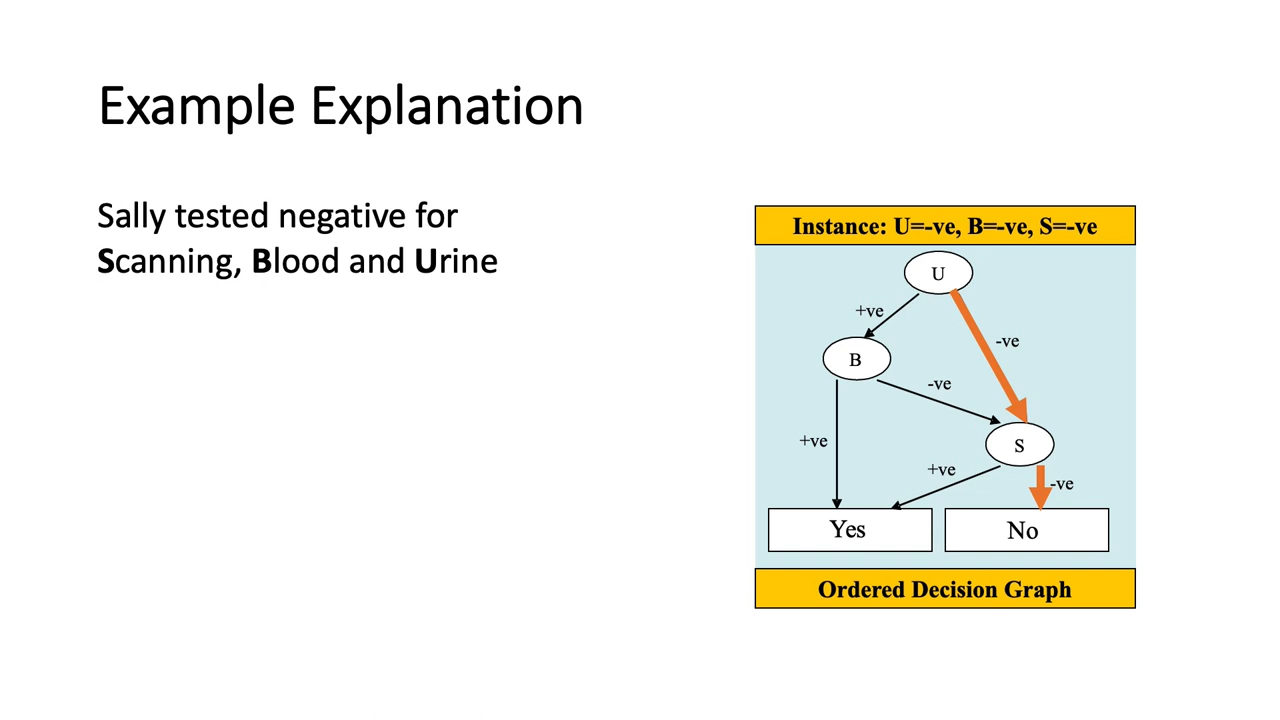 Example Explanation
Sally tested negative for
Scanning, Blood and Urine
Instance: U=-ve, B=-ve, S=-ve
U
+ve
-ve
B
-ve
+ve
S
+ve
-ve
Yes
No
Ordered Decision Graph